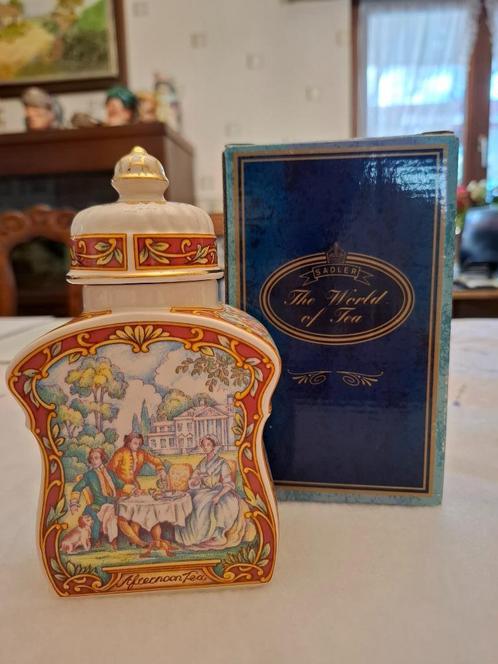 SADLER
The World
of Tea
Afternoon Tea